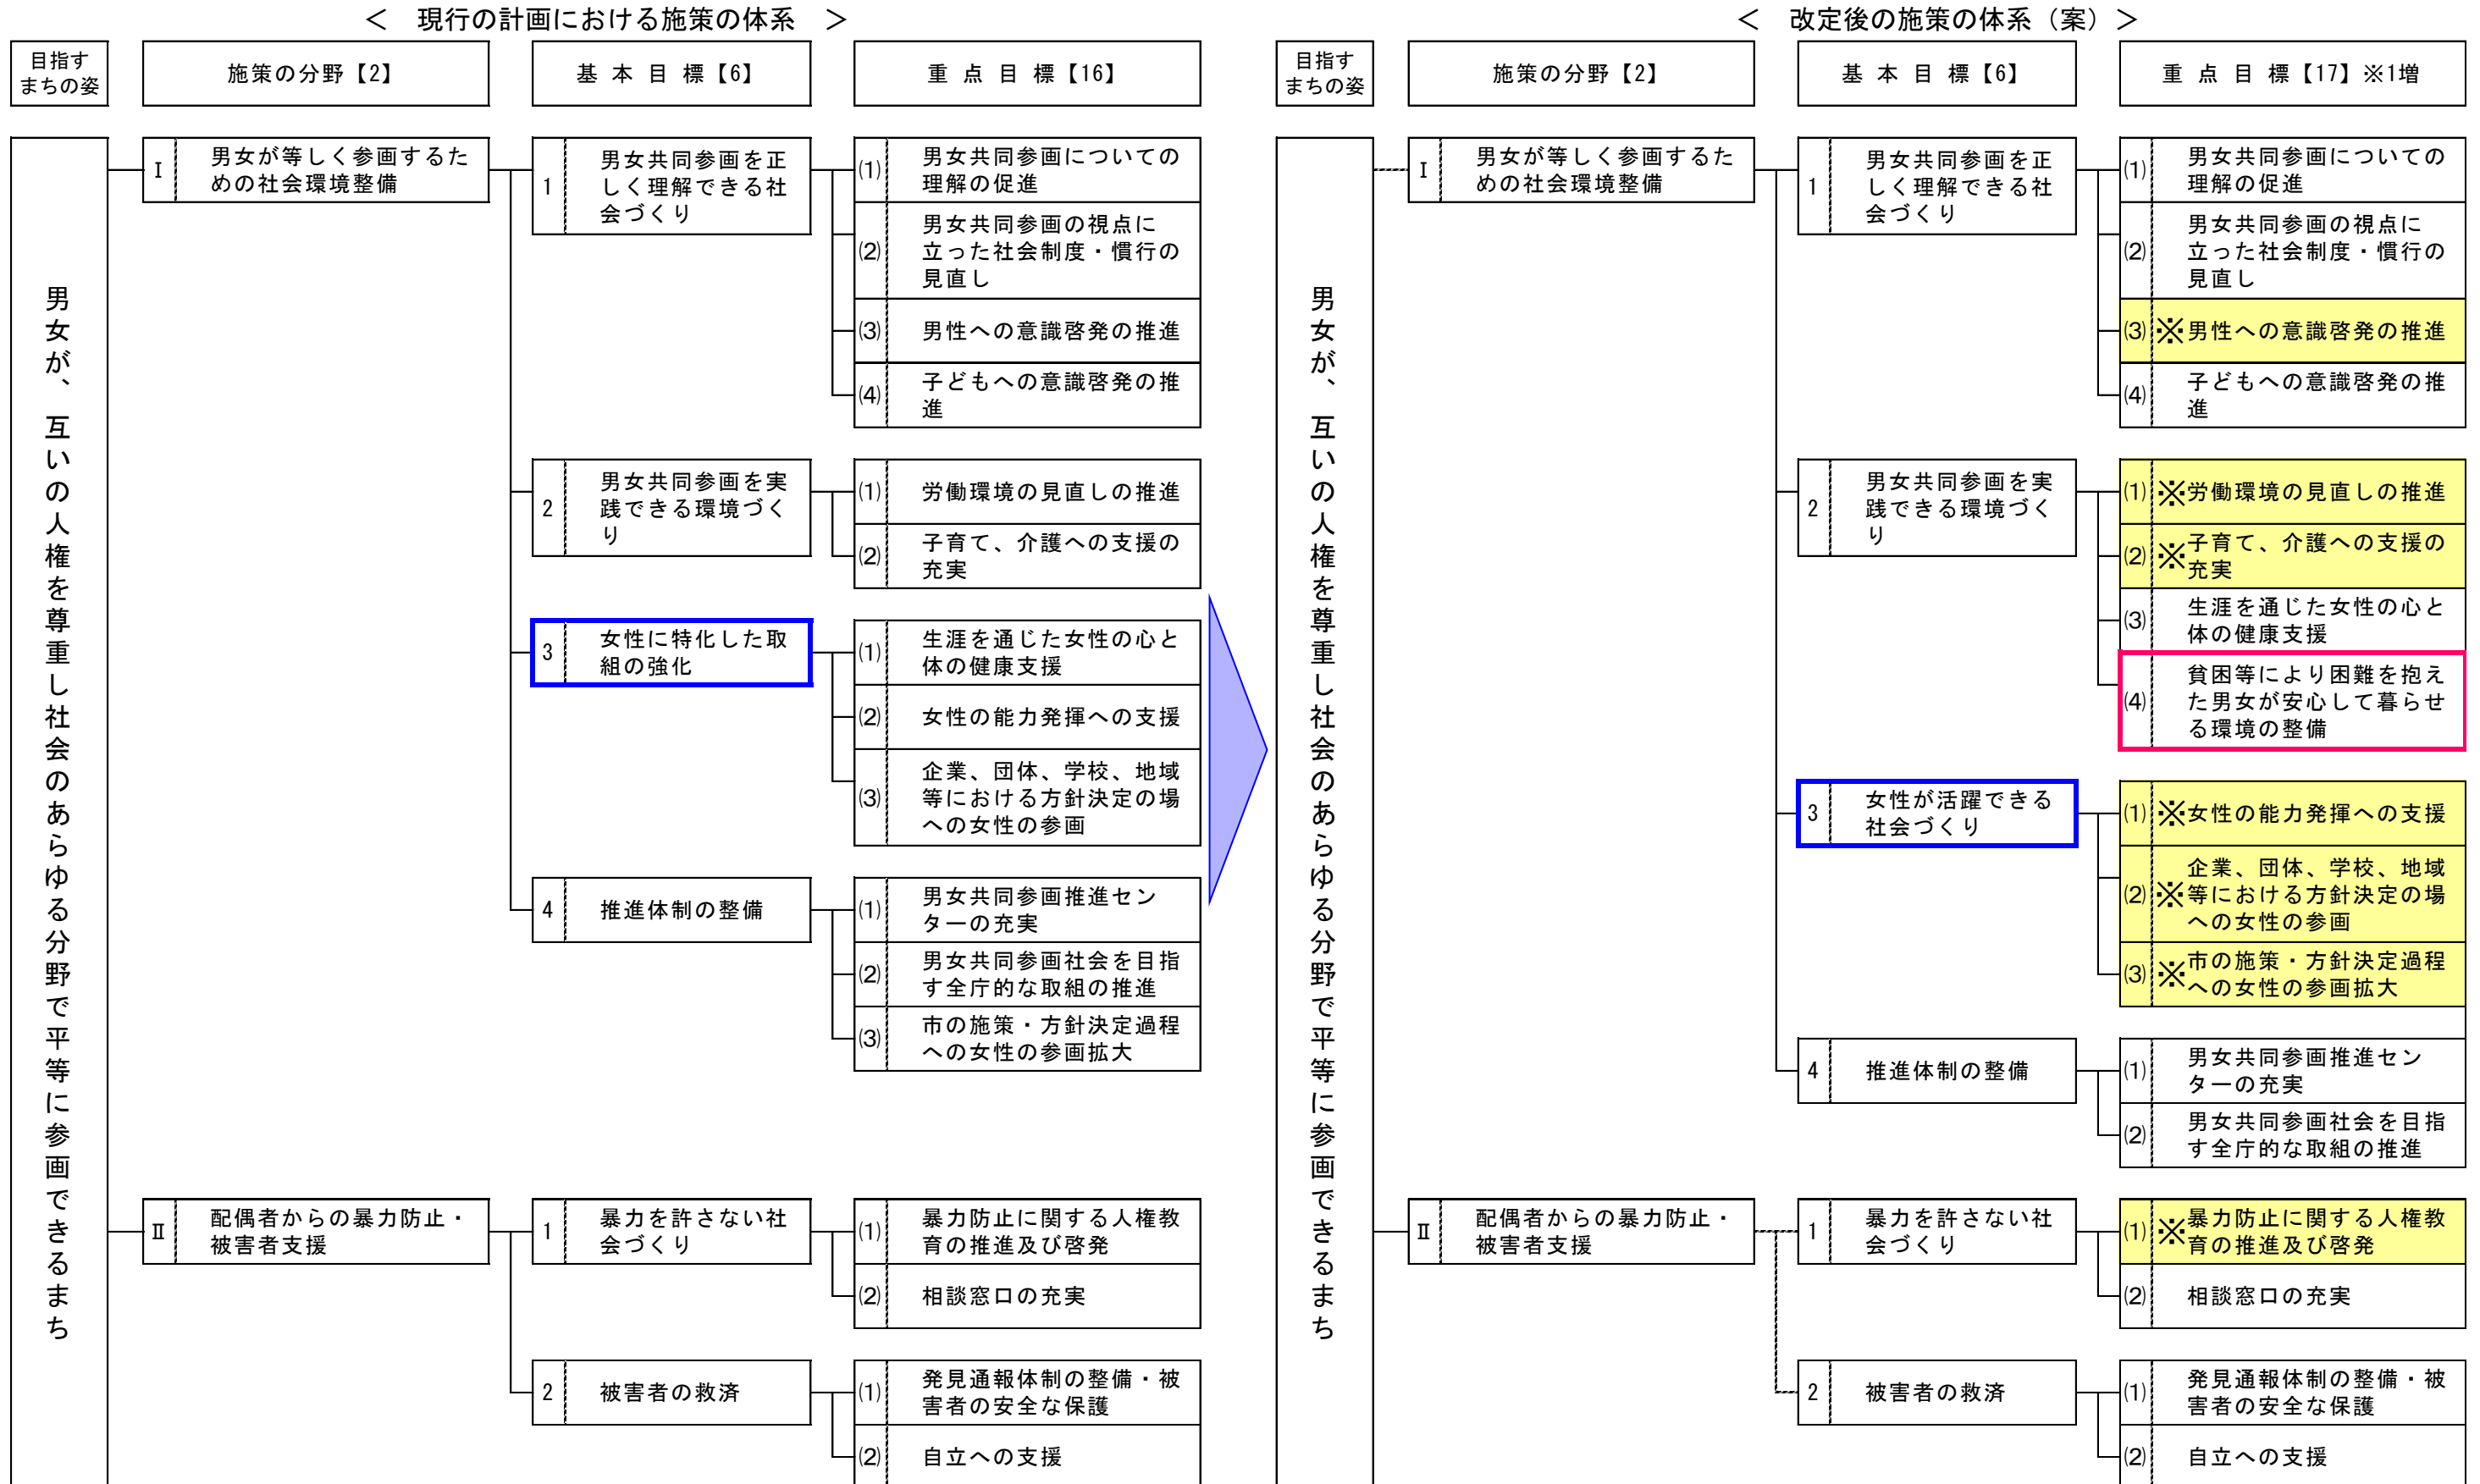 ＜　現行の計画における施策の体系　＞
目指す
まちの姿
施策の分野【2】
基 本 目 標【6】
重 点 目 標【16】
男女が、互いの人権を尊重し社会のあらゆる分野で平等に参画できるまち
Ⅰ
男女が等しく参画するた
めの社会環境整備
1
男女共同参画を正
しく理解できる社
会づくり
(1)
男女共同参画についての
理解の促進
(2)
男女共同参画の視点に
立った社会制度・慣行の
見直し
(3)
男性への意識啓発の推進
(4)
子どもへの意識啓発の推
進
2
男女共同参画を実
践できる環境づく
り
(1)
労働環境の見直しの推進
(2)
子育て、介護への支援の
充実
3
女性に特化した取
組の強化
(1)
生涯を通じた女性の心と
体の健康支援
(2)
女性の能力発揮への支援
(3)
企業、団体、学校、地域
等における方針決定の場
への女性の参画
4
推進体制の整備
(1)
男女共同参画推進セン
ターの充実
(2)
男女共同参画社会を目指
す全庁的な取組の推進
(3)
市の施策・方針決定過程
への女性の参画拡大
Ⅱ
配偶者からの暴力防止・
被害者支援
1
暴力を許さない社
会づくり
(1)
暴力防止に関する人権教
育の推進及び啓発
(2)
相談窓口の充実
2
被害者の救済
(1)
発見通報体制の整備・被
害者の安全な保護
(2)
自立への支援
＜　改定後の施策の体系（案）＞
目指す
まちの姿
施策の分野【2】
基 本 目 標【6】
重 点 目 標【17】※1増
男女が、互いの人権を尊重し社会のあらゆる分野で平等に参画できるまち
Ⅰ
男女が等しく参画するた
めの社会環境整備
1
男女共同参画を正
しく理解できる社
会づくり
(1)
男女共同参画についての
理解の促進
(2)
男女共同参画の視点に
立った社会制度・慣行の
見直し
(3)
※男性への意識啓発の推進
(4)
子どもへの意識啓発の推
進
2
男女共同参画を実
践できる環境づく
り
(1)
※労働環境の見直しの推進
(2)
※子育て、介護への支援の
充実
(3)
生涯を通じた女性の心と
体の健康支援
(4)
貧困等により困難を抱え
た男女が安心して暮らせ
る環境の整備
3
女性が活躍できる
社会づくり
(1)
※女性の能力発揮への支援
(2)
※企業、団体、学校、地域
等における方針決定の場
への女性の参画
(3)
※市の施策・方針決定過程
への女性の参画拡大
4
推進体制の整備
(1)
男女共同参画推進セン
ターの充実
(2)
男女共同参画社会を目指
す全庁的な取組の推進
Ⅱ
配偶者からの暴力防止・
被害者支援
1
暴力を許さない社
会づくり
(1)
※暴力防止に関する人権教
育の推進及び啓発
(2)
相談窓口の充実
2
被害者の救済
(1)
発見通報体制の整備・被
害者の安全な保護
(2)
自立への支援